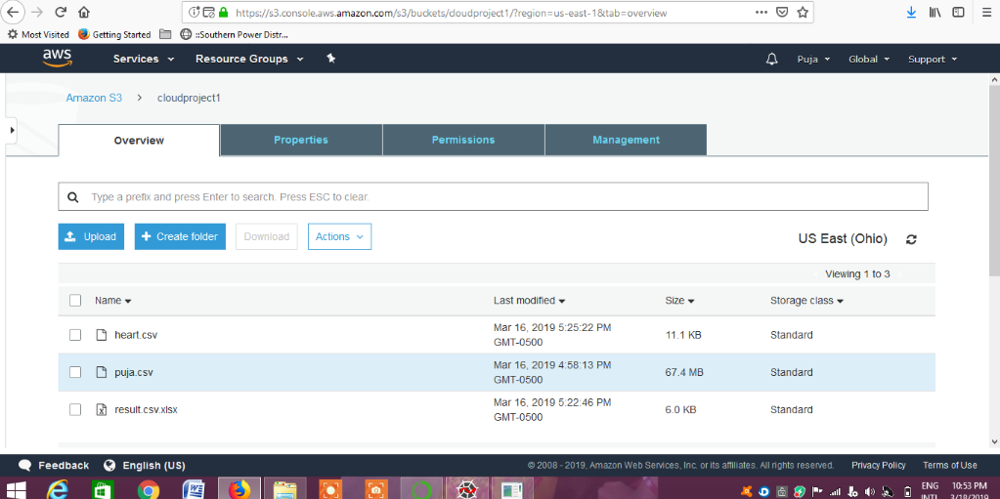 https://s3.console.aws.amazon.com/s3/buckets/cloudproject1/?region=us-east-1&tab=overview
Most Visited Getting Started ::Southern Power Distr...
aws Services Resource Groups Puja Global Support
Amazon S3 > cloudproject1
Overview Properties Permissions Management
Type a prefix and press Enter to search. Press ESC to clear.
Upload + Create folder Download Actions US East (Ohio)
Viewing 1 to 3
Name Last modified Size Storage class
heart.csv Mar 16, 2019 5:25:22 PM GMT-0500 11.1 KB Standard
puja.csv Mar 16, 2019 4:58:13 PM GMT-0500 67.4 MB Standard
result.csv.xlsx Mar 16, 2019 5:22:46 PM GMT-0500 6.0 KB Standard
Feedback English (US) © 2008 - 2019, Amazon Web Services, Inc. or its affiliates. All rights reserved. Privacy Policy Terms of Use
ENG 10:53 PM
INTL 3/18/2019